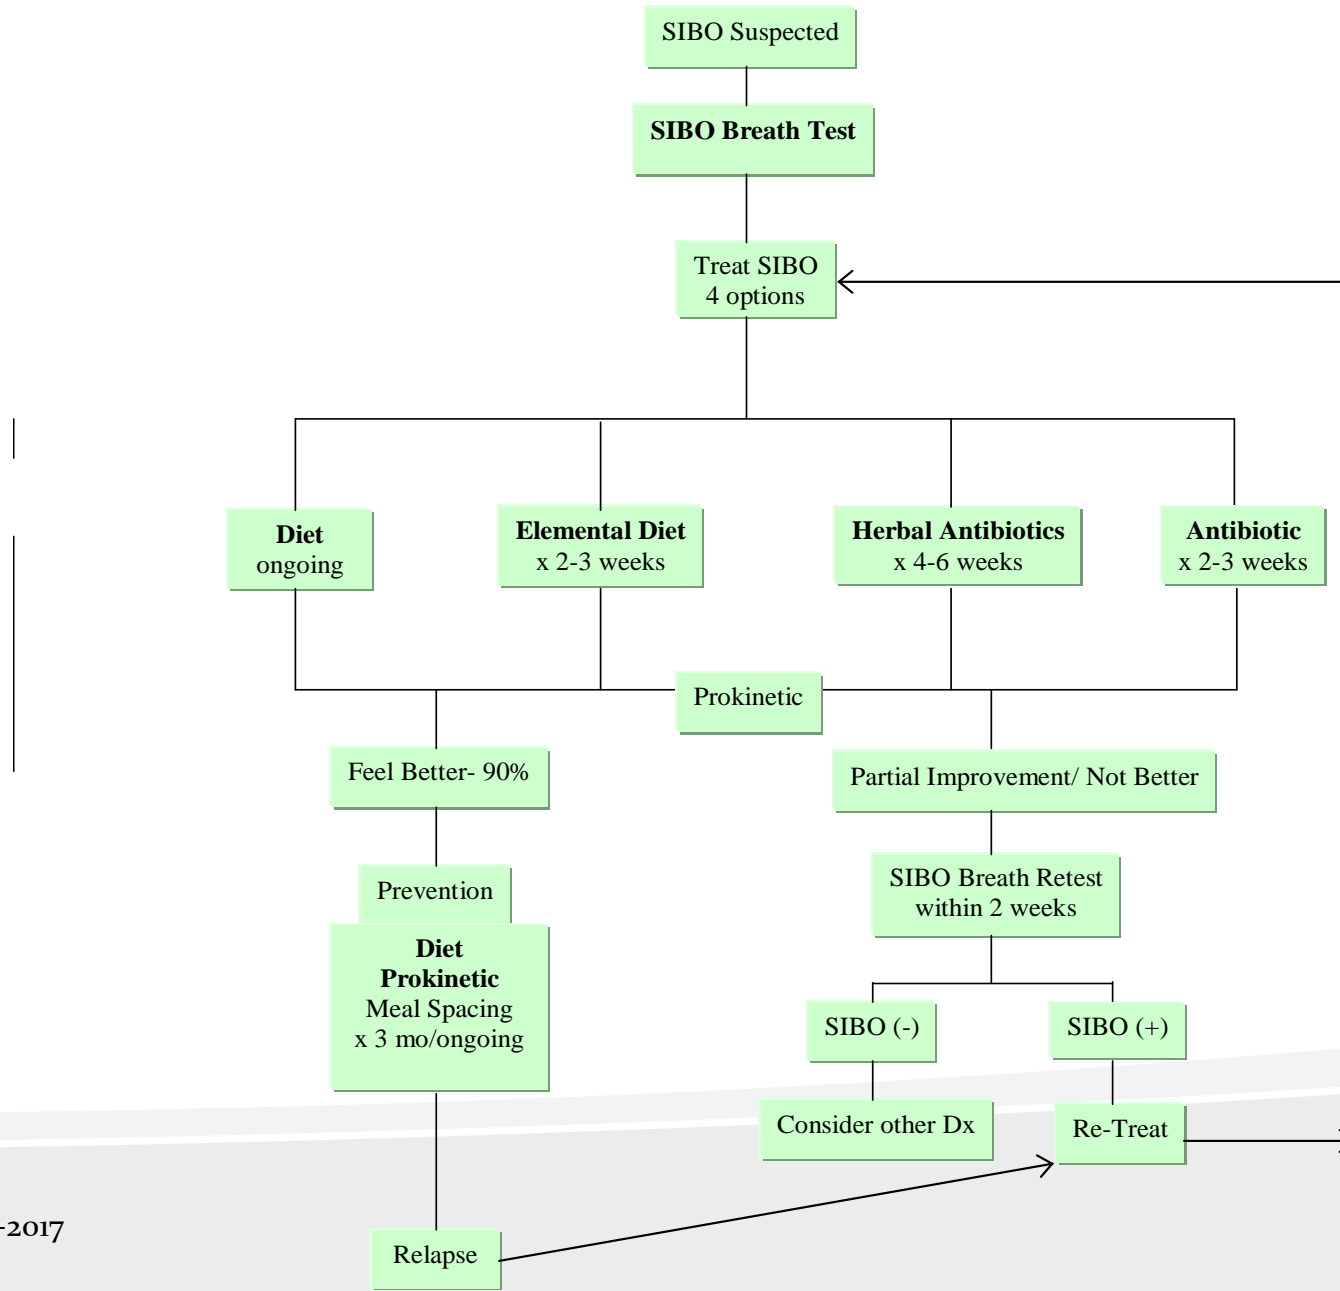 SIBO Suspected
SIBO Breath Test
Treat SIBO
4 options
Diet
ongoing
Elemental Diet
x 2-3 weeks
Herbal Antibiotics
x 4-6 weeks
Antibiotic
x 2-3 weeks
Prokinetic
Feel Better- 90%
Partial Improvement/ Not Better
Prevention
Diet
Prokinetic
Meal Spacing
x 3 mo/ongoing
SIBO Breath Retest
within 2 weeks
SIBO (-)
SIBO (+)
Consider other Dx
Re-Treat
-2017
Relapse